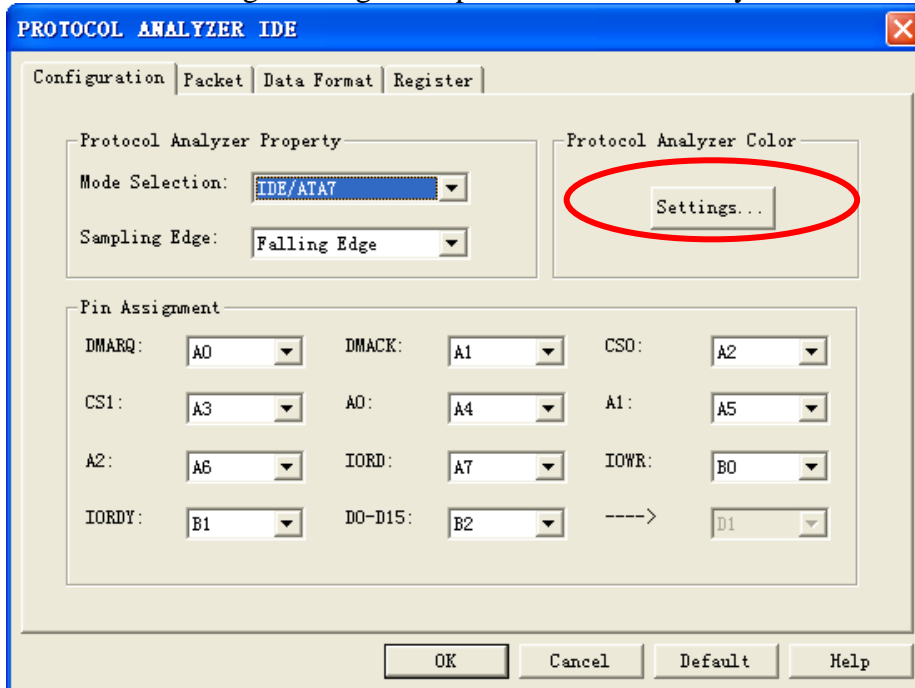 PROTOCOL ANALYZER IDE
Configuration Packet Data Format Register
Protocol Analyzer Property
Protocol Analyzer Color
Mode Selection: IDE/ATA7
Settings...
Sampling Edge: Falling Edge
Pin Assignment
DMARQ: A0 DMACK: A1 CS0: A2
CS1: A3 A0: A4 A1: A5
A2: A6 IORD: A7 IOWR: B0
IORDY: B1 D0-D15: B2 ----> D1
OK Cancel Default Help